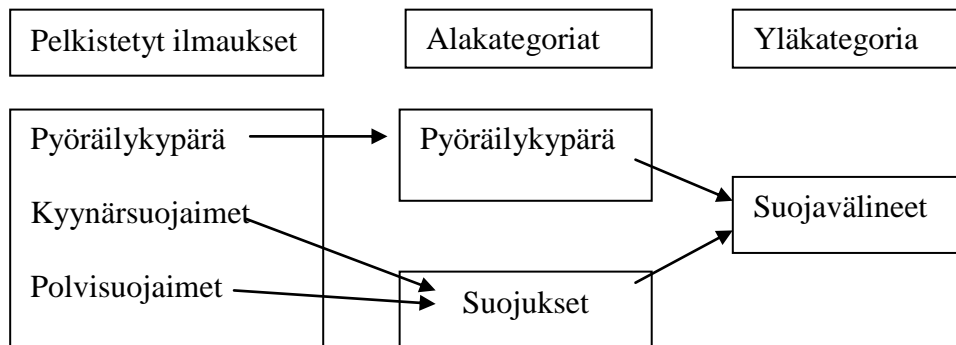 Pelkistetyt ilmaukset
Alakategoriat
Yläkategoria
Pyöräilykypärä
Kyynärsuojaimet
Polvisuojaimet
Pyöräilykypärä
Suojukset
Suojavälineet